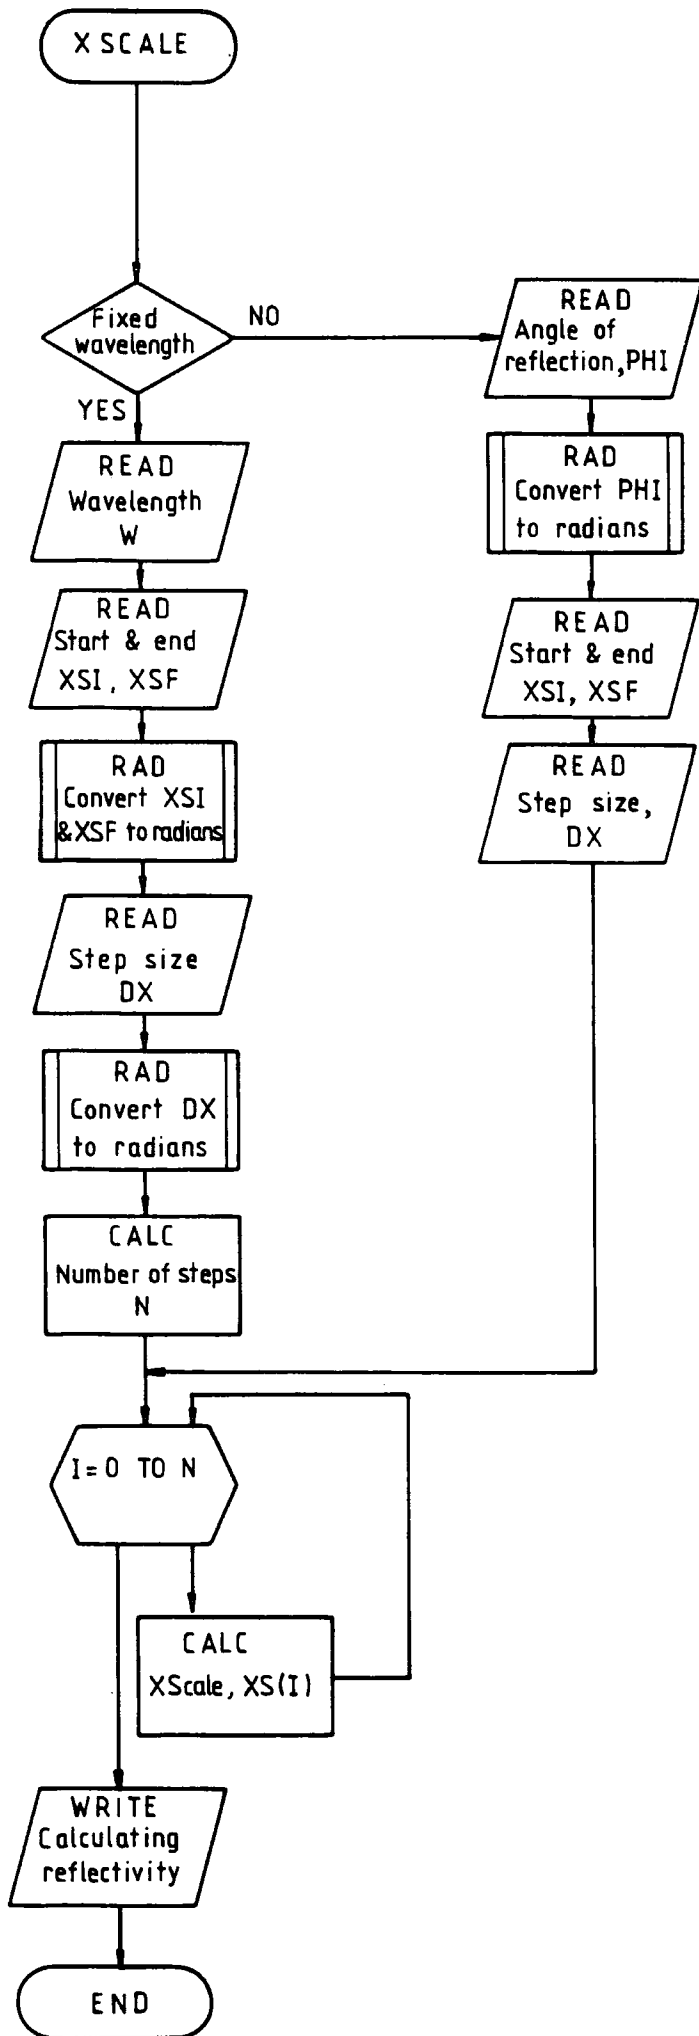 X SCALE
Fixed
wavelength
NO
YES
READ
Wavelength
W
READ
Start & end
XSI, XSF
RAD
Convert XSI
&XSF to radians
READ
Step size
DX
RAD
Convert DX
to radians
CALC
Number of steps
N
READ
Angle of
reflection, PHI
RAD
Convert PHI
to radians
READ
Start & end
XSI, XSF
READ
Step size,
DX
I=0 TO N
CALC
XScale, XS(I)
WRITE
Calculating
reflectivity
END